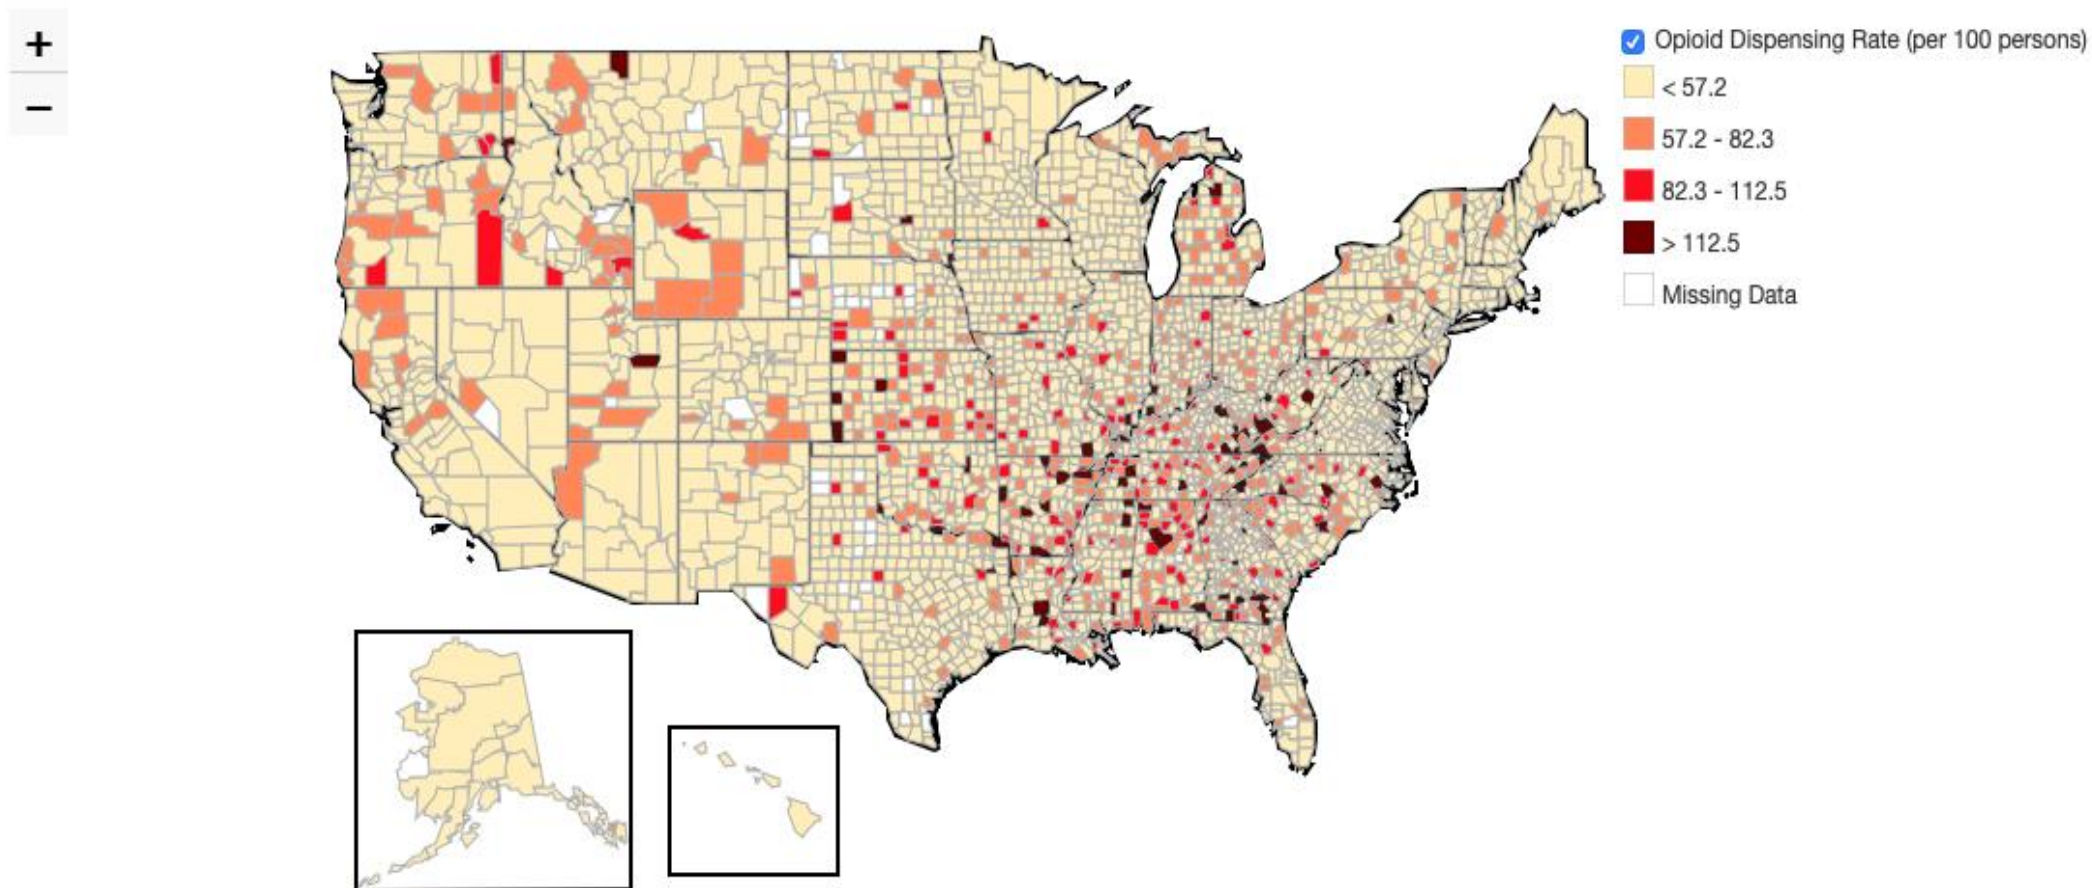 +
−
Opioid Dispensing Rate (per 100 persons)
< 57.2
57.2 - 82.3
82.3 - 112.5
> 112.5
Missing Data